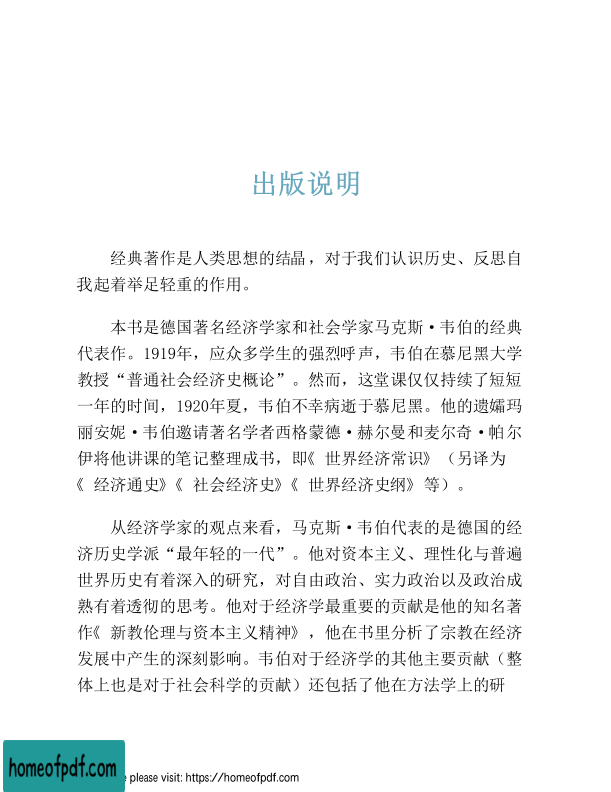 出版说明
经典著作是人类思想的结晶，对于我们认识历史、反思自
我起着举足轻重的作用。
本书是德国著名经济学家和社会学家马克斯·韦伯的经典
代表作。1919年，应众多学生的强烈呼声，韦伯在慕尼黑大学
教授“普通社会经济史概论”。然而，这堂课仅仅持续了短短
一年的时间，1920年夏，韦伯不幸病逝于慕尼黑。他的遗孀玛
丽安妮·韦伯邀请著名学者西格蒙德·赫尔曼和麦尔奇·帕尔
伊将他讲课的笔记整理成书，即《世界经济常识》（另译为
《经济通史》《社会经济史》《世界经济史纲》等）。
从经济学家的观点来看，马克斯·韦伯代表的是德国的经
济历史学派“最年轻的一代”。他对资本主义、理性化与普遍
世界历史有着深入的研究，对自由政治、实力政治以及政治成
熟有着透彻的思考。他对于经济学最重要的贡献是他的知名著
作《新教伦理与资本主义精神》，他在书里分析了宗教在经济
发展中产生的深刻影响。韦伯对于经济学的其他主要贡献（整
体上也是对于社会科学的贡献）还包括了他在方法学上的研
homeofpdf.com
e please visit: https://homeofpdf.com